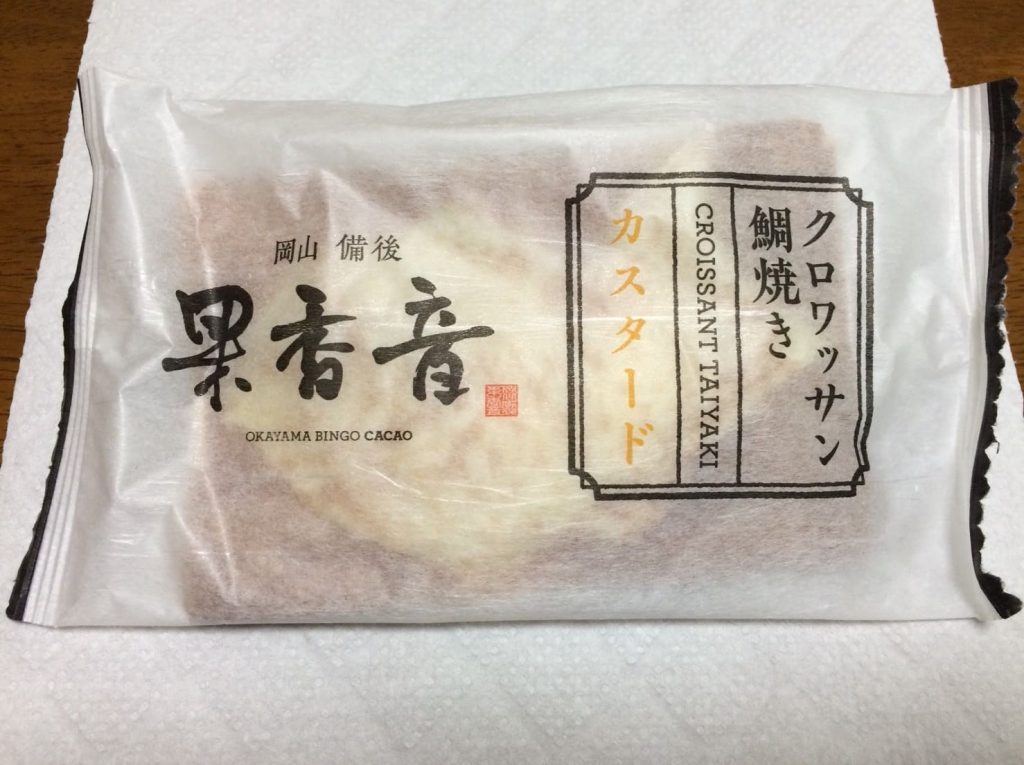 岡山 備後
果香音
OKAYAMA BINGO CACAO
クロワッサン
鯛焼き
CROISSANT TAIYAKI
カスタード